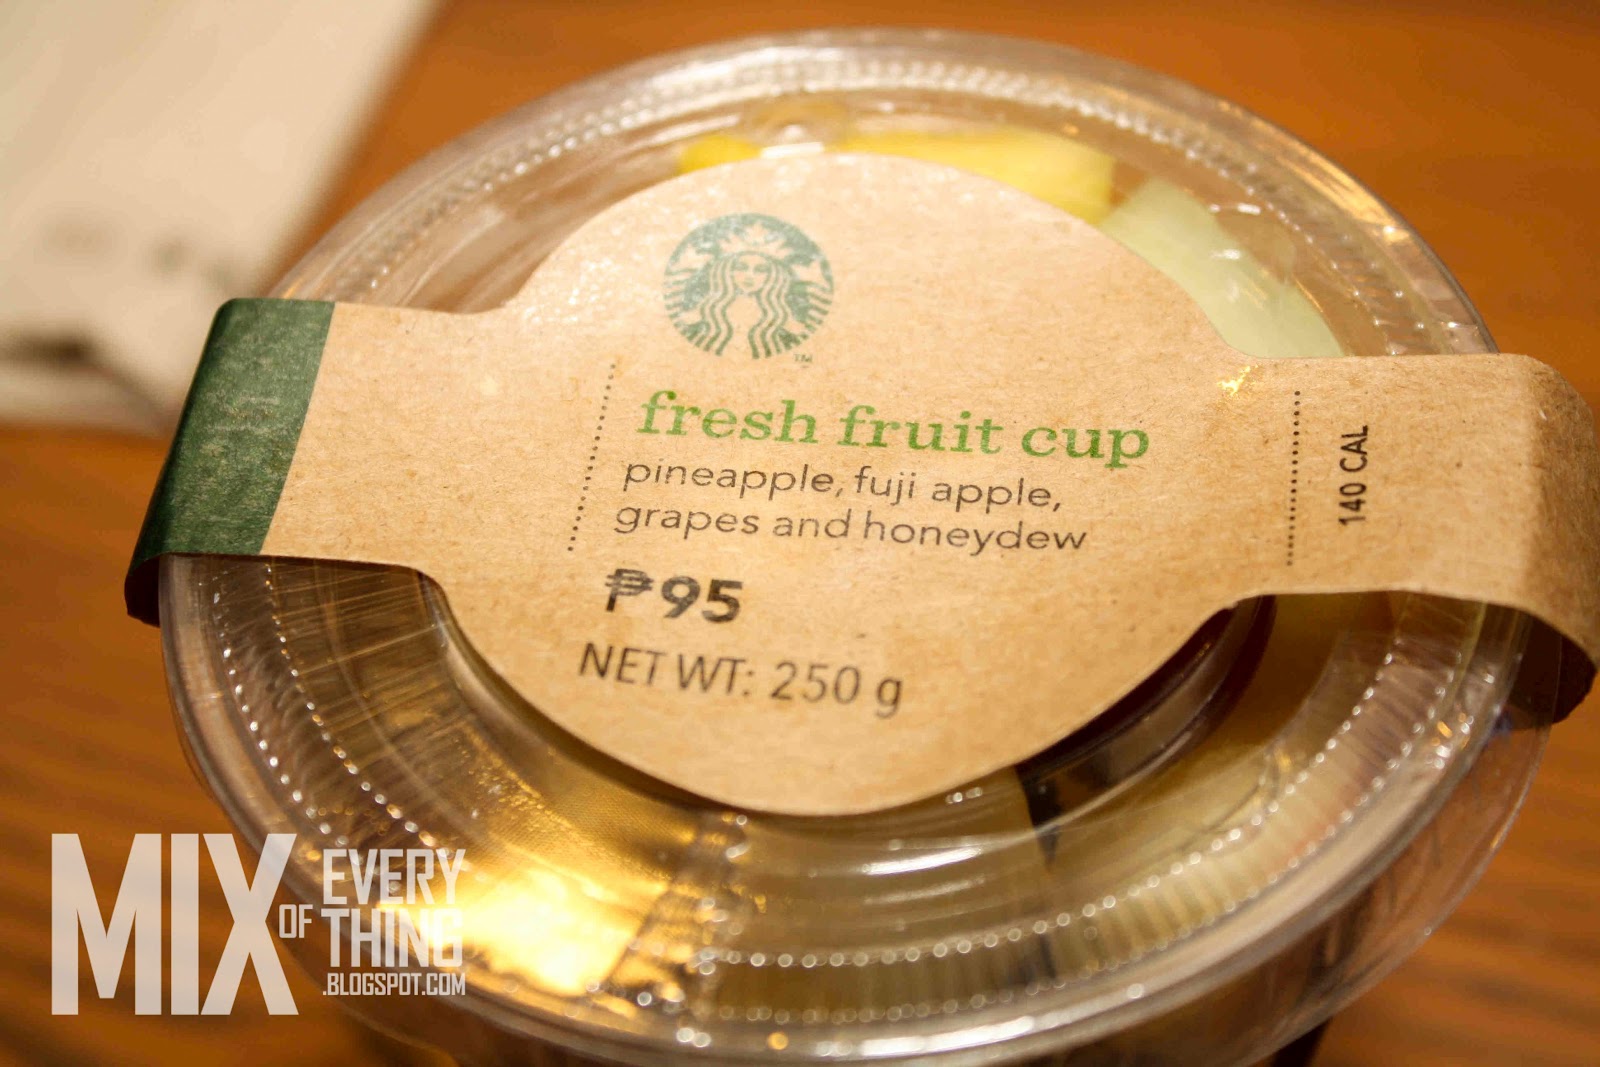 TM
fresh fruit cup
pineapple, fuji apple,
grapes and honeydew
₱95
NET WT: 250 g
140 CAL
MIX OF EVERY THING
.BLOGSPOT.COM